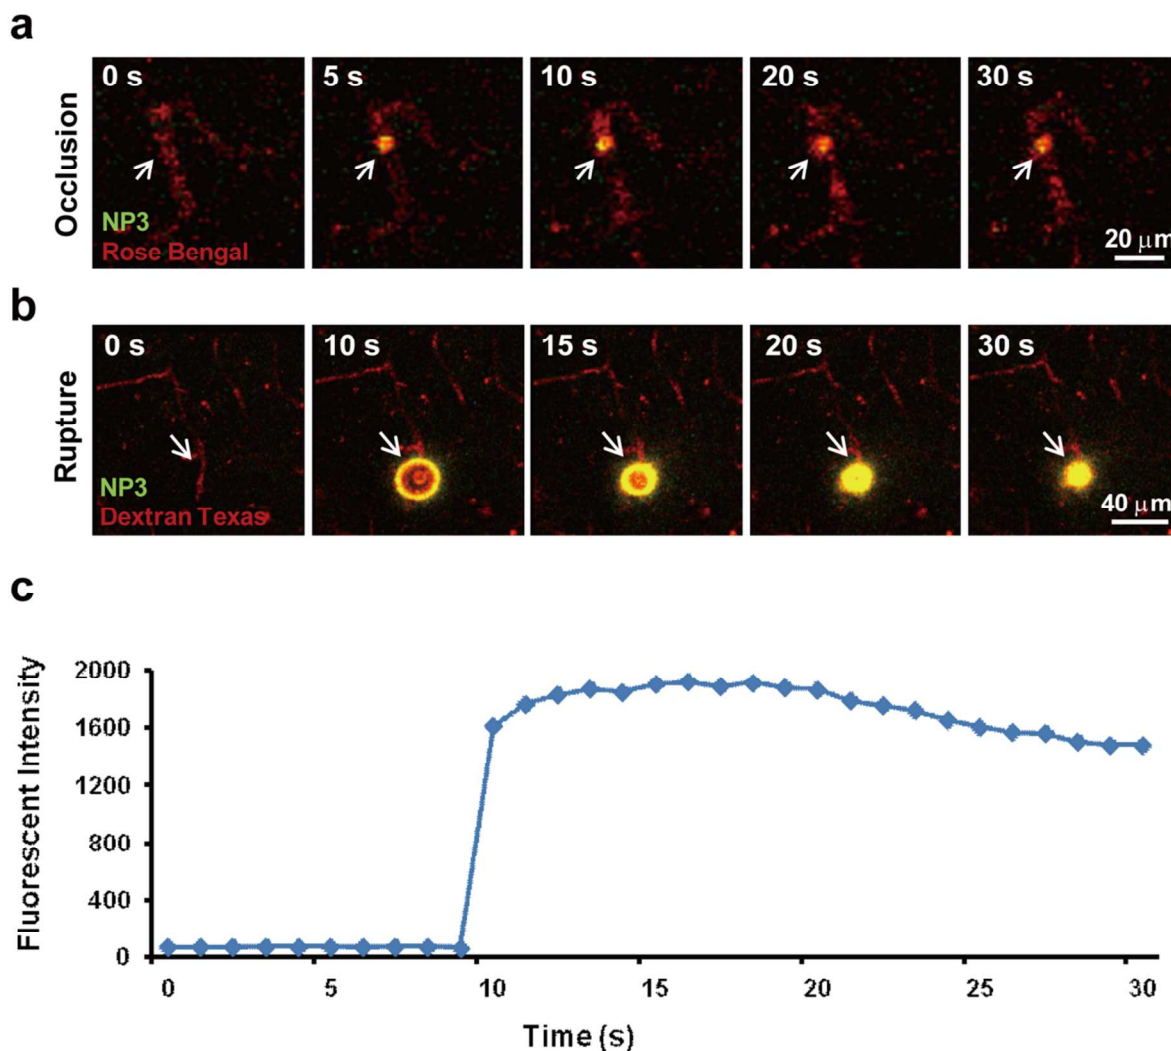 a
Occlusion
0 s 5 s 10 s 20 s 30 s
NP3
Rose Bengal
20 μm
b
Rupture
0 s 10 s 15 s 20 s 30 s
NP3
Dextran Texas
40 μm
c
Fluorescent Intensity
2000
1600
1200
800
400
0
0 5 10 15 20 25 30
Time (s)